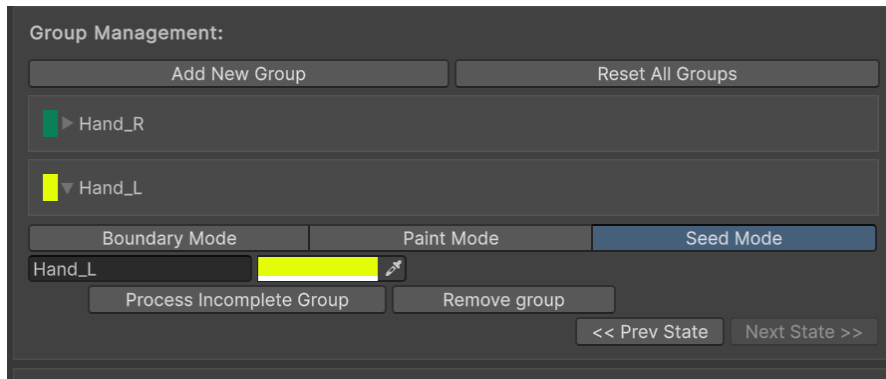 Group Management:
Add New Group Reset All Groups
Hand_R
Hand_L
Boundary Mode Paint Mode Seed Mode
Hand_L
Process Incomplete Group Remove group
<< Prev State Next State >>